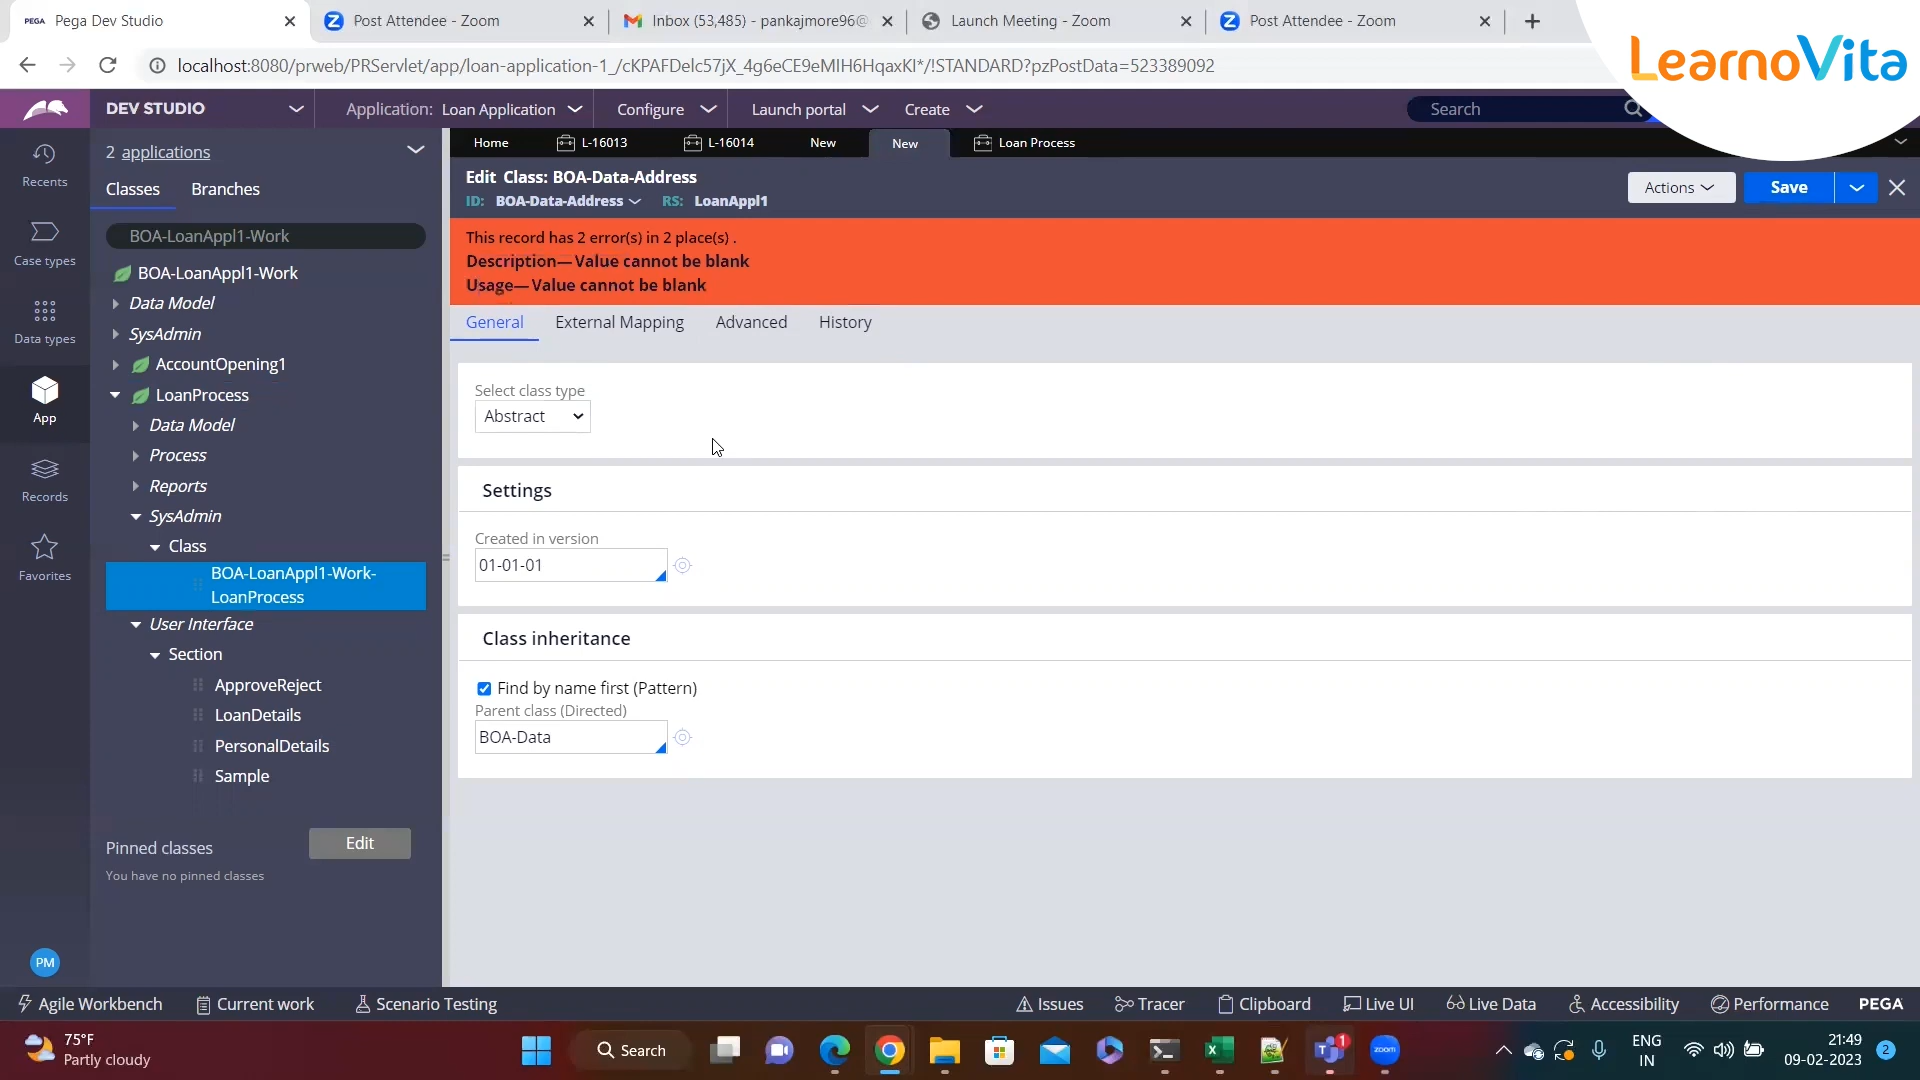 PEGA Pega Dev Studio
Post Attendee - Zoom
Inbox (53,485) - pankajmore96@
Launch Meeting - Zoom
Post Attendee - Zoom
localhost:8080/prweb/PRServlet/app/loan-application-1_/cKPAFDelc57jX_4g6eCE9eMIH6HqaxKl*/!STANDARD?pzPostData=523389092
LearnoVita
DEV STUDIO
Application: Loan Application
Configure
Launch portal
Create
Search
Recents
Case types
Data types
App
Records
Favorites
PM
2 applications
Classes
Branches
BOA-LoanAppl1-Work
BOA-LoanAppl1-Work
Data Model
SysAdmin
AccountOpening1
LoanProcess
Data Model
Process
Reports
SysAdmin
Class
BOA-LoanAppl1-Work-
LoanProcess
User Interface
Section
ApproveReject
LoanDetails
PersonalDetails
Sample
Pinned classes
Edit
You have no pinned classes
Home
L-16013
L-16014
New
New
Loan Process
Edit Class: BOA-Data-Address
ID: BOA-Data-Address RS: LoanAppl1
Actions
Save
This record has 2 error(s) in 2 place(s) .
Description—Value cannot be blank
Usage—Value cannot be blank
General
External Mapping
Advanced
History
Select class type
Abstract
Settings
Created in version
01-01-01
Class inheritance
Find by name first (Pattern)
Parent class (Directed)
BOA-Data
Agile Workbench
Current work
Scenario Testing
Issues
Tracer
Clipboard
Live UI
Live Data
Accessibility
Performance
PEGA
75°F
Partly cloudy
Search
1
zoom
ENG
IN
21:49
09-02-2023
2